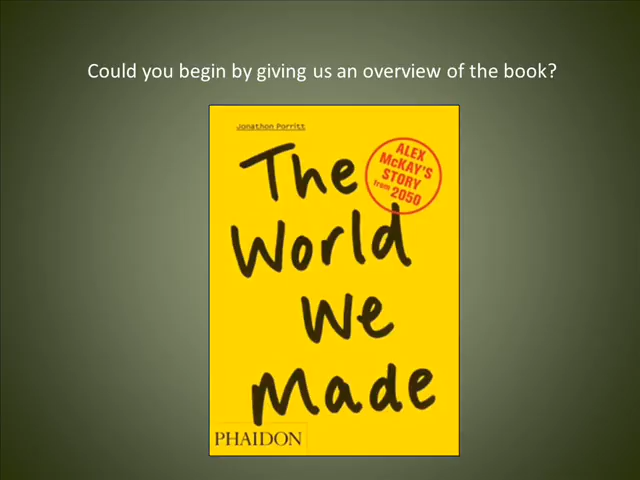 Could you begin by giving us an overview of the book?
Jonathon Porritt
The
ALEX
McKAY'S
STORY
from 2050
World
We
Made
PHAIDON